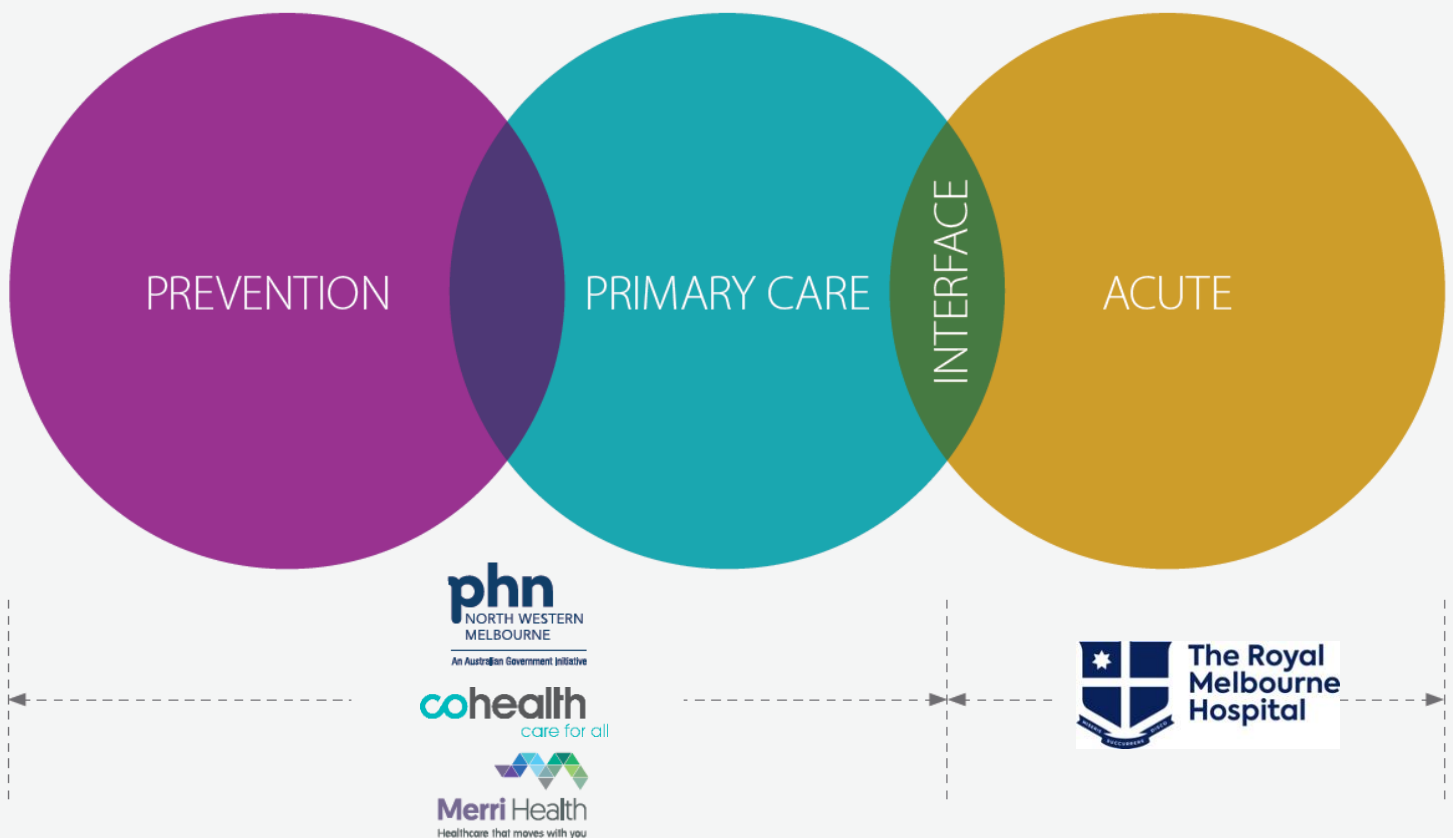 PREVENTION
PRIMARY CARE
INTERFACE
ACUTE
phn
NORTH WESTERN
MELBOURNE
An Australian Government Initiative
cohealth
care for all
Merri Health
Healthcare that moves with you
The Royal
Melbourne
Hospital